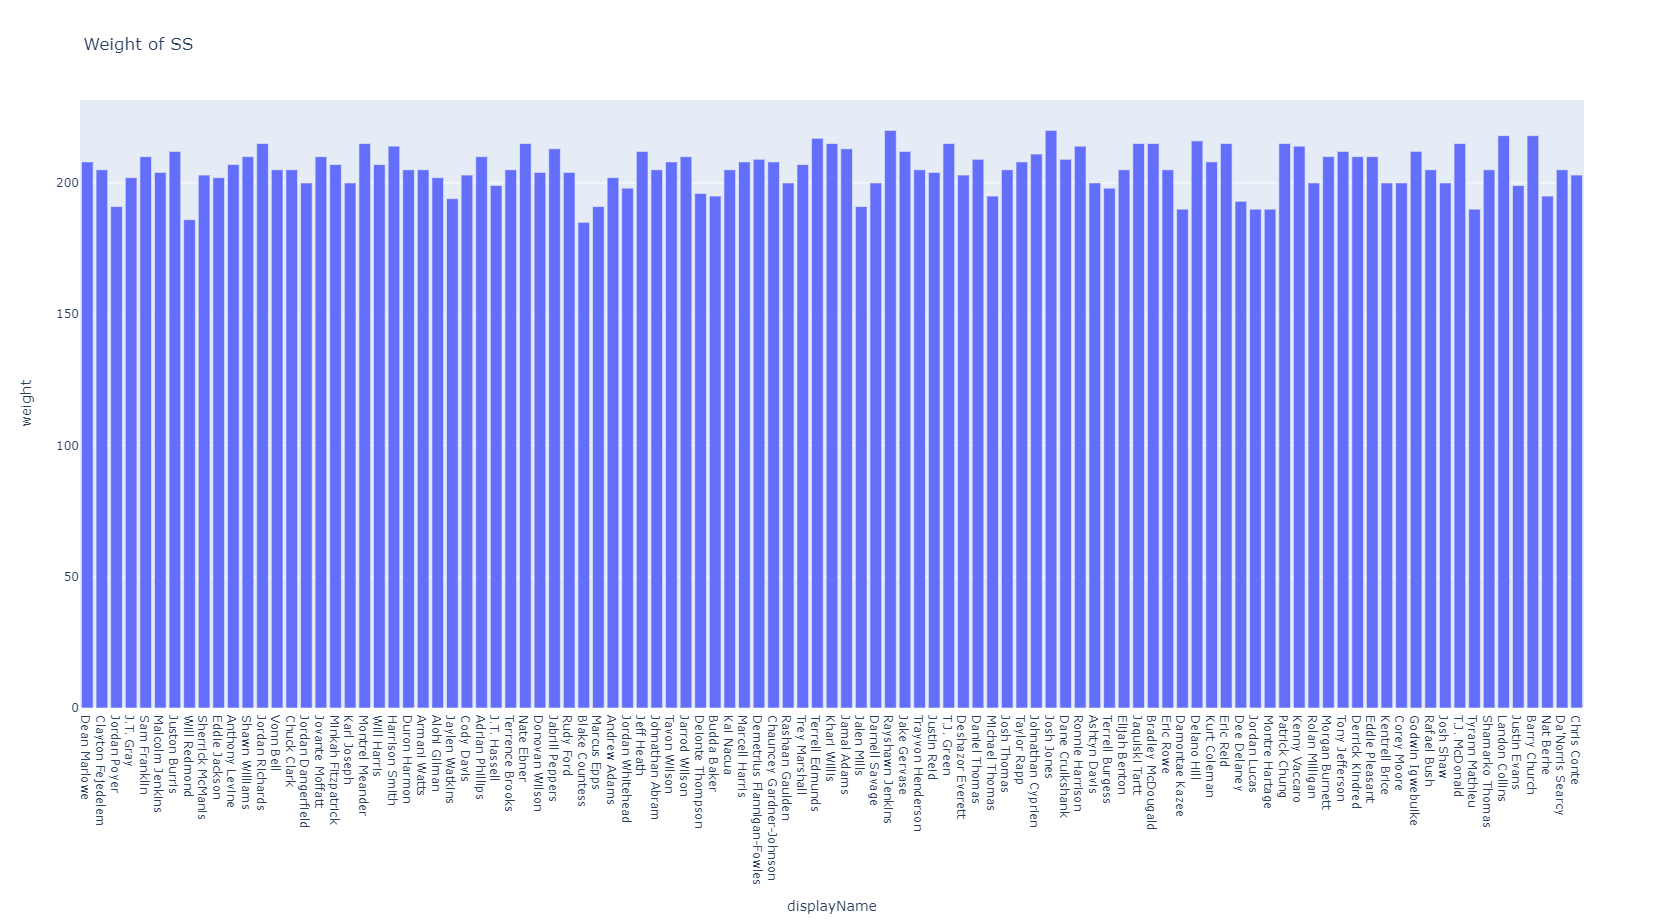 Weight of SS
weight
200
150
100
50
0
Dean Marlowe
Clayton Fejedelem
Jordan Poyer
J.T. Gray
Sam Franklin
Malcolm Jenkins
Juston Burris
Will Redmond
Sherrick McManis
Eddie Jackson
Anthony Levine
Shawn Williams
Jordan Richards
Vonn Bell
Chuck Clark
Jordan Dangerfield
Jovante Moffatt
Minkah Fitzpatrick
Karl Joseph
Montrel Meander
Will Harris
Harrison Smith
Duron Harmon
Armani Watts
Alohi Gilman
Jaylen Watkins
Cody Davis
Adrian Phillips
J.T. Hassell
Terrence Brooks
Nate Ebner
Donovan Wilson
Jabrill Peppers
Rudy Ford
Blake Countess
Marcus Epps
Andrew Adams
Jordan Whitehead
Jeff Heath
Johnathan Abram
Tavon Wilson
Jarrod Wilson
Delonte Thompson
Budda Baker
Kai Nacua
Marcell Harris
Demetrius Flannigan-Fowles
Chauncey Gardner-Johnson
Rashaan Gaulden
Trey Marshall
Terrell Edmunds
Khari Willis
Jamal Adams
Jalen Mills
Darnell Savage
Rayshawn Jenkins
Jake Gervase
Trayvon Henderson
Justin Reid
T.J. Green
Deshazor Everett
Daniel Thomas
Michael Thomas
Josh Thomas
Taylor Rapp
Johnathan Cyprien
Josh Jones
Dane Cruikshank
Ronnie Harrison
Ashtyn Davis
Terrell Burgess
Elijah Benton
Jaquiski Tartt
Bradley McDougald
Eric Rowe
Damontae Kazee
Delano Hill
Kurt Coleman
Eric Reid
Dee Delaney
Jordan Lucas
Montre Hartage
Patrick Chung
Kenny Vaccaro
Rolan Milligan
Morgan Burnett
Tony Jefferson
Derrick Kindred
Eddie Pleasant
Kentrell Brice
Corey Moore
Godwin Igwebuike
Rafael Bush
Josh Shaw
T.J. McDonald
Tyrann Mathieu
Shamarko Thomas
Landon Collins
Justin Evans
Barry Church
Nat Berhe
Da'Norris Searcy
Chris Conte
displayName